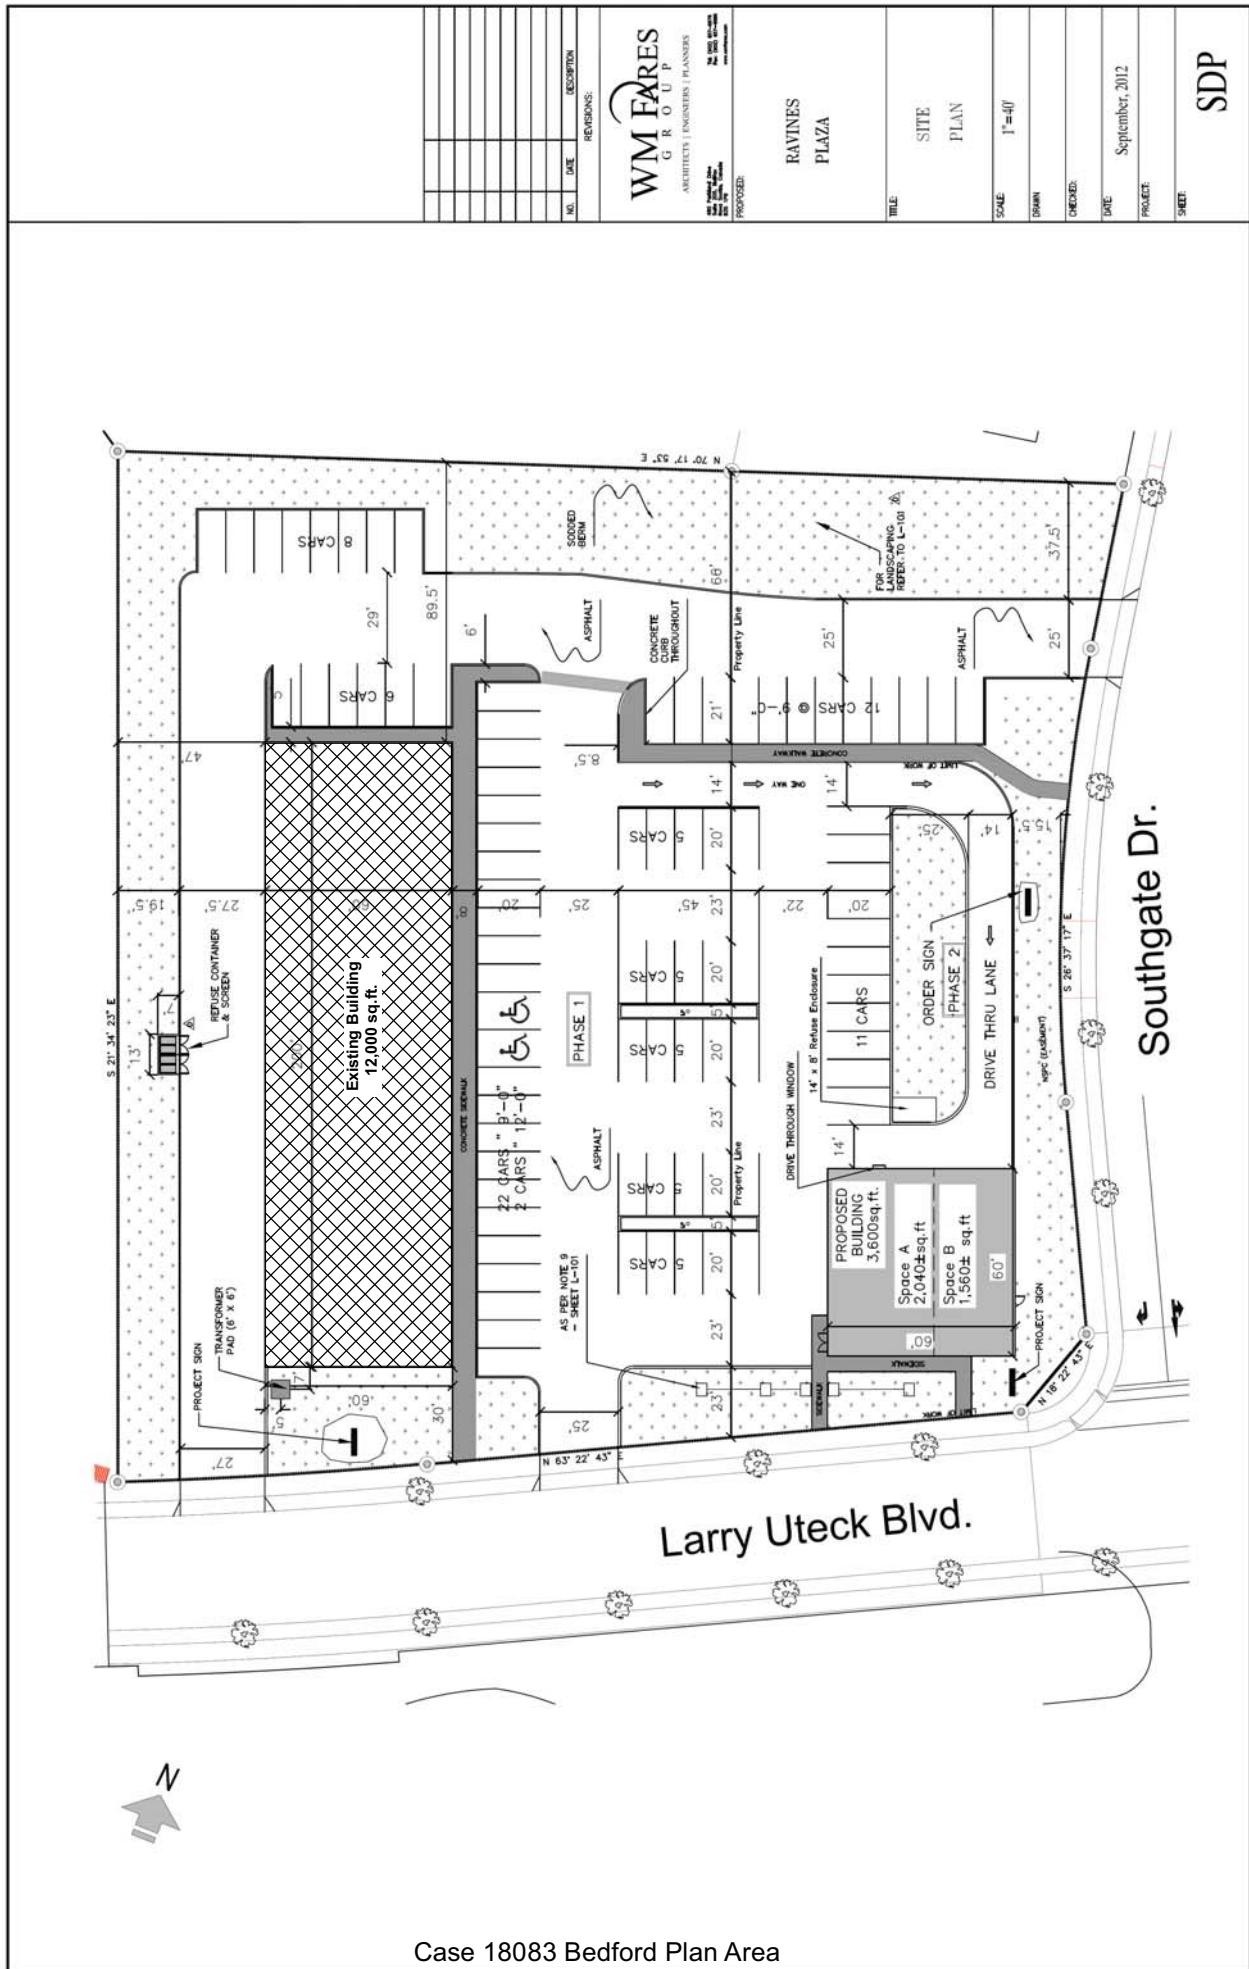 NO.
DATE
DESCRIPTION
REVISIONS:
WM FARES
GROUP
ARCHITECTS | ENGINEERS | PLANNERS
PROPOSED:
RAVINES
PLAZA
TITLE:
SITE
PLAN
SCALE:
1"=40'
DRAWN
CHECKED:
DATE:
September, 2012
PROJECT:
SHEET:
SDP
N 70° 17' 53" E
8 CARS
SODDED
BERM
FOR
LANDSCAPING
REFER TO L-101
37.5'
29'
89.5'
6'
66'
ASPHALT
CONCRETE
CURB
THROUGHOUT
Property Line
25'
ASPHALT
25'
6 CARS
5'
12 CARS @ 9'-0"
21'
47'
8.5'
CONCRETE WALKWAY
LIMIT OF WORK
14'
ONE WAY
14'
5 CARS
20'
25'
14'
15.5'
19.5'
27.5'
60'
8'
20'
25'
45'
23'
22'
20'
S 21° 34' 23" E
REFUSE CONTAINER
& SCREEN
7'
13'
Existing Building
12,000 sq.ft.
200'
CONCRETE SIDEWALK
22 CARS " 9'-0"
2 CARS " 12'-0"
PHASE 1
ASPHALT
5 CARS
20'
5'
5 CARS
20'
23'
14' x 8' Refuse Enclosure
11 CARS
ORDER SIGN
PHASE 2
DRIVE THRU LANE
NSPC (EASEMENT)
S 26° 37' 17" E
Southgate Dr.
DRIVE THROUGH WINDOW
14'
Property Line
5 CARS
20'
5'
5 CARS
20'
23'
PROPOSED
BUILDING
3,600sq.ft.
Space A
2,040±sq.ft
Space B
1,560± sq.ft
60'
60'
AS PER NOTE 9
- SHEET L-101
PROJECT SIGN
TRANSFORMER
PAD (6' X 6')
7'
5'
60'
30'
27'
25'
23'
SIDEWALK
SIDEWALK
LIMIT OF WORK
PROJECT SIGN
N 18° 22' 43" E
N 63° 22' 43" E
Larry Uteck Blvd.
N
Case 18083 Bedford Plan Area